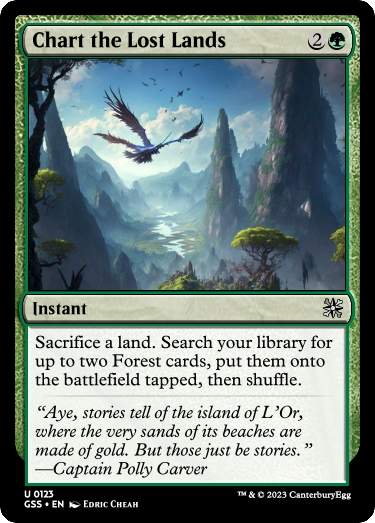 Chart the Lost Lands 2
Instant
Sacrifice a land. Search your library for
up to two Forest cards, put them onto
the battlefield tapped, then shuffle.
“Aye, stories tell of the island of L’Or,
where the very sands of its beaches are
made of gold. But those just be stories.”
—Captain Polly Carver
U 0123
GSS • EN Edric Cheah
™ & © 2023 CanterburyEgg